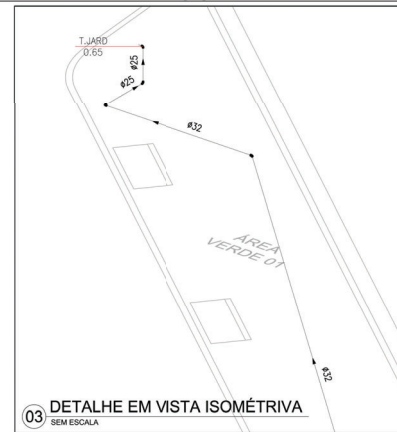 T.JARD
0.65
ø25
ø25
ø32
ÁREA
VERDE 01
ø32
03 DETALHE EM VISTA ISOMÉTRIVA
SEM ESCALA